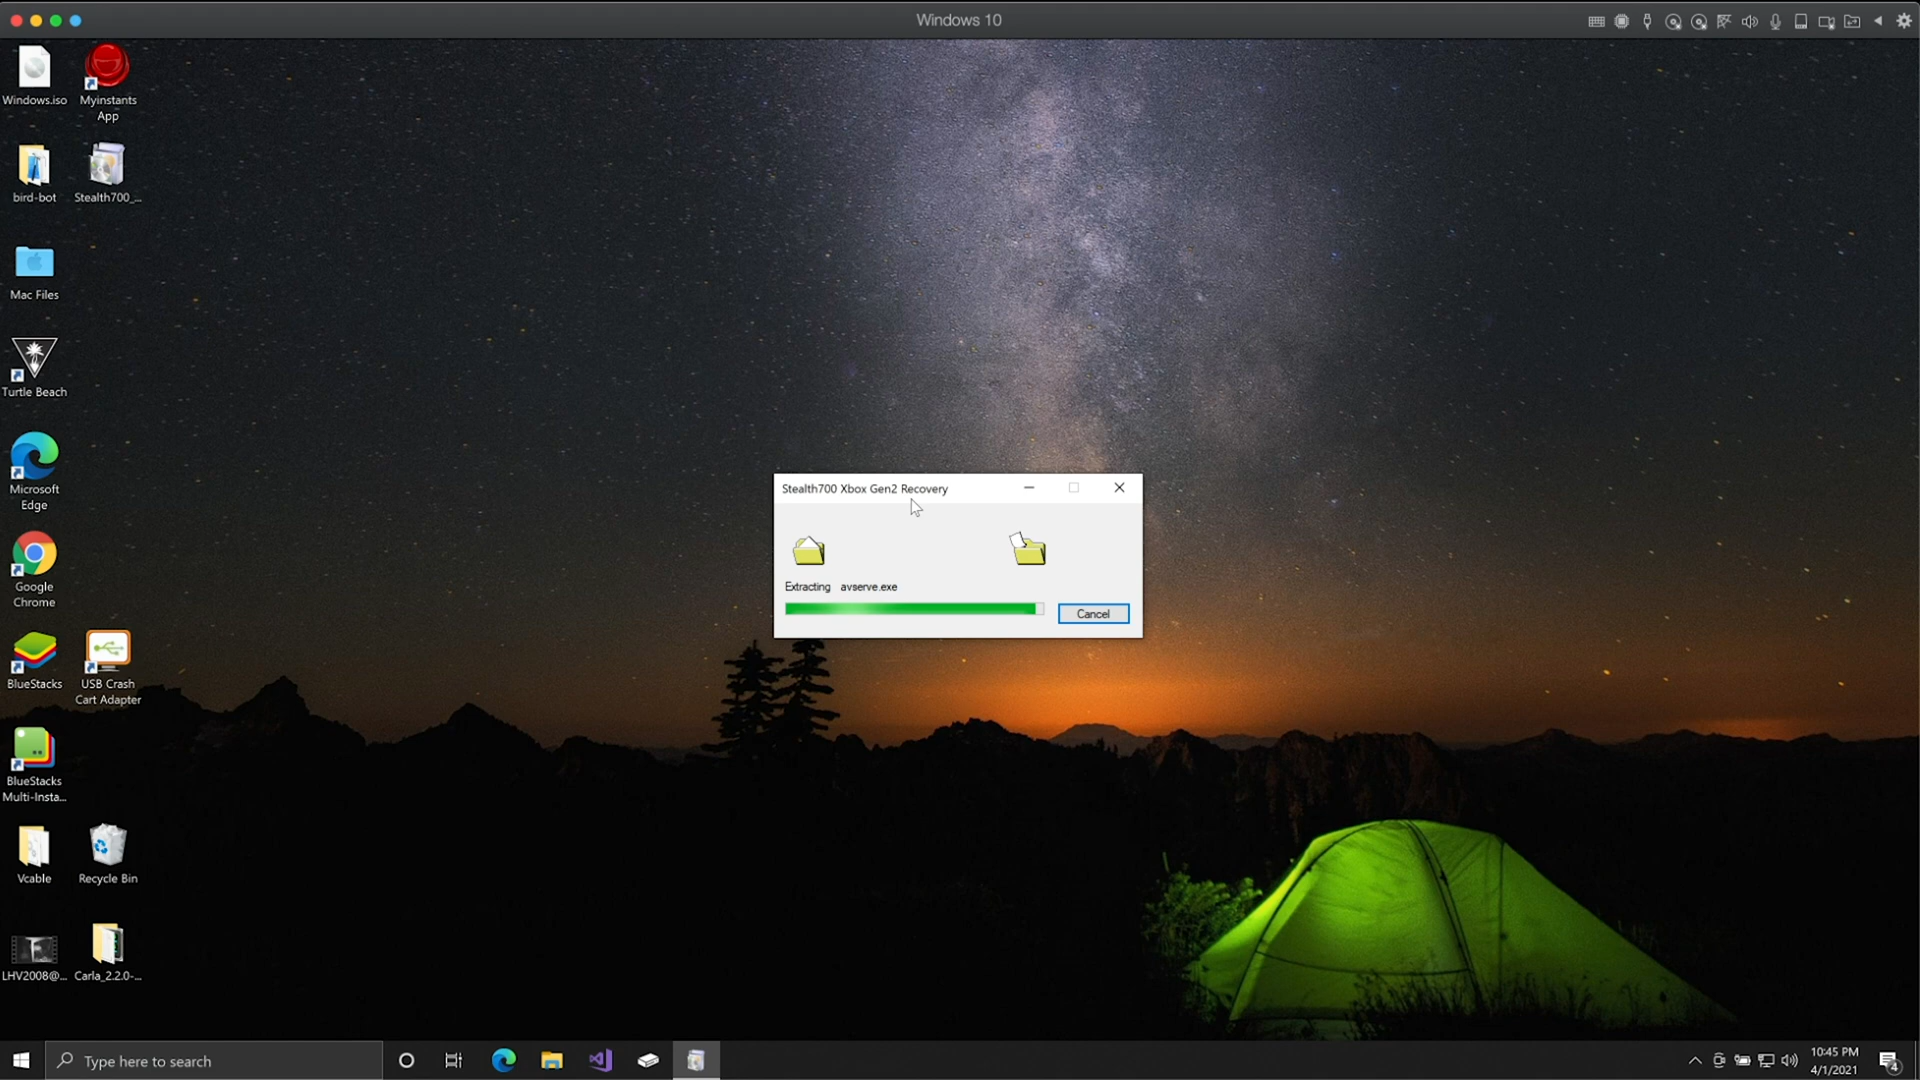 Windows 10
Windows.iso
Myinstants
App
bird-bot
Stealth700_...
Mac Files
Turtle Beach
Microsoft
Edge
Google
Chrome
BlueStacks
USB Crash
Cart Adapter
BlueStacks
Multi-Insta...
Vcable
Recycle Bin
LHV2008@...
Carla_2.2.0-...
Stealth700 Xbox Gen2 Recovery
Extracting avserve.exe
Cancel
Type here to search
10:45 PM
4/1/2021
4